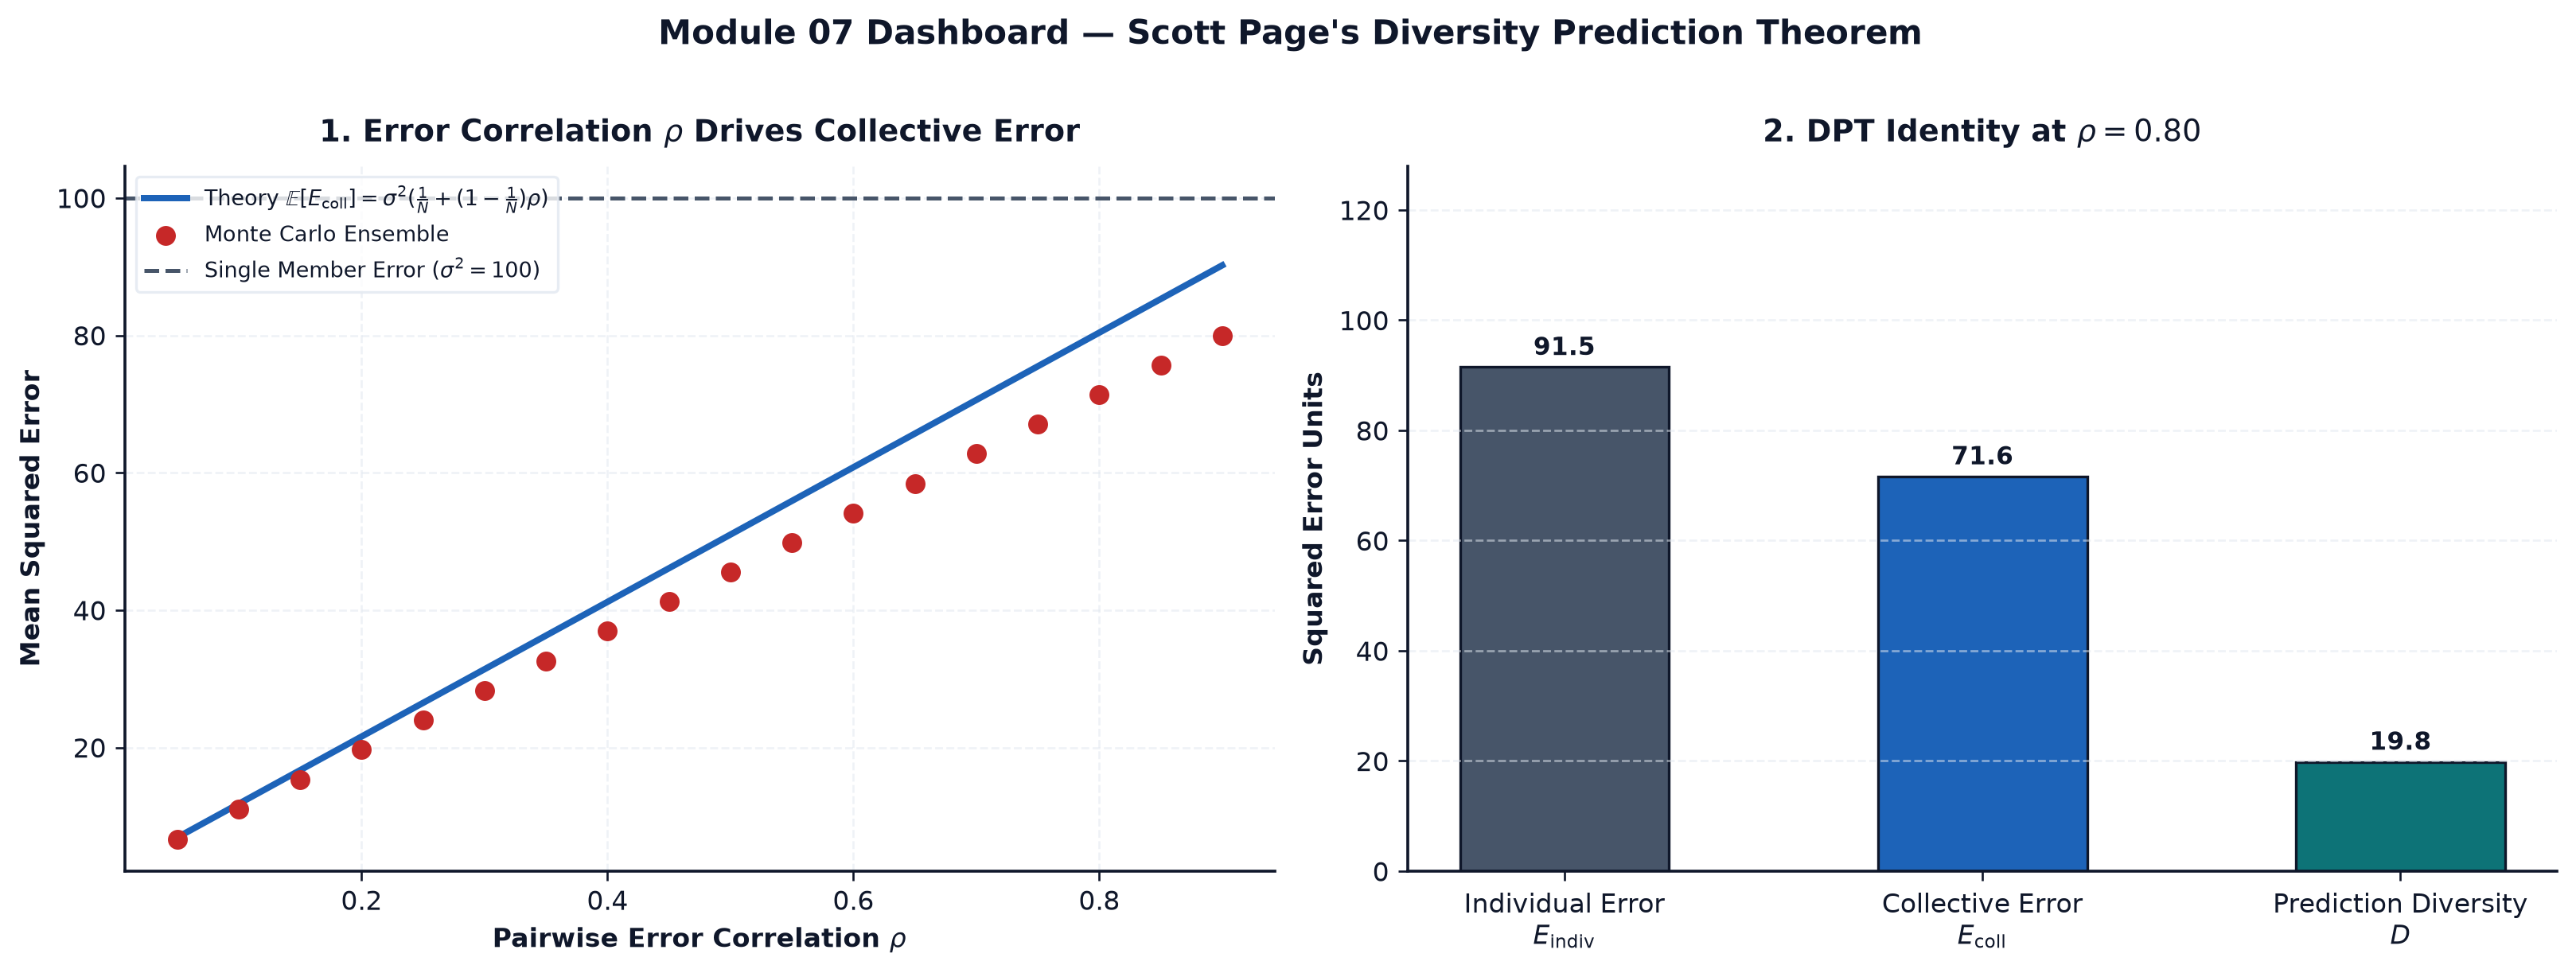 Module 07 Dashboard — Scott Page's Diversity Prediction Theorem
1. Error Correlation ρ Drives Collective Error
Mean Squared Error
100
80
60
40
20
Theory 𝔼[E_coll] = σ²(1/N + (1 − 1/N)ρ)
Monte Carlo Ensemble
Single Member Error (σ² = 100)
0.2 0.4 0.6 0.8
Pairwise Error Correlation ρ
2. DPT Identity at ρ = 0.80
Squared Error Units
120
100
80
60
40
20
0
91.5
71.6
19.8
Individual Error
E_indiv
Collective Error
E_coll
Prediction Diversity
D